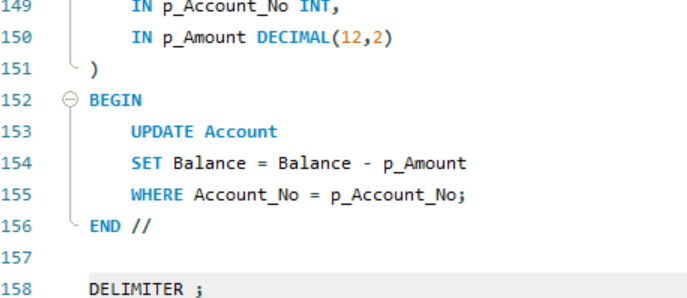 149 IN p_Account_No INT,
150 IN p_Amount DECIMAL(12,2)
151 )
152 BEGIN
153 UPDATE Account
154 SET Balance = Balance - p_Amount
155 WHERE Account_No = p_Account_No;
156 END //
157
158 DELIMITER ;